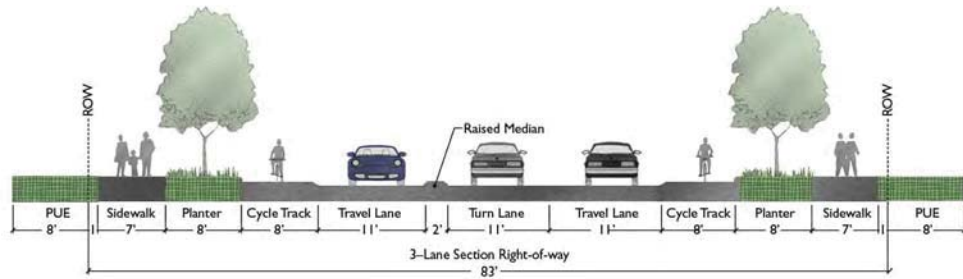 ROW
ROW
Raised Median
PUE Sidewalk Planter Cycle Track Travel Lane Turn Lane Travel Lane Cycle Track Planter Sidewalk PUE
8' 1' 7' 8' 8' 11' 2' 11' 11' 8' 8' 7' 1' 8'
3–Lane Section Right-of-way
83'